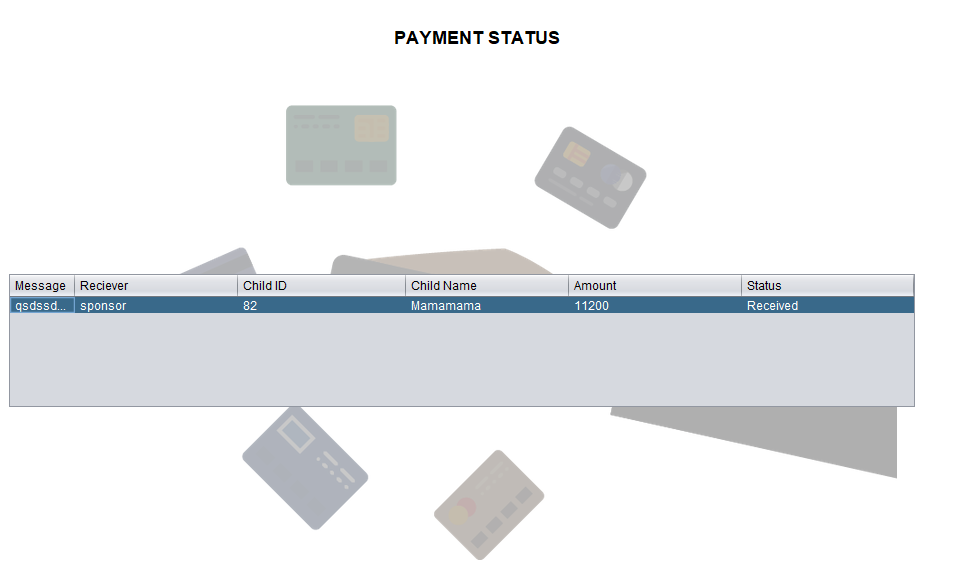 PAYMENT STATUS
Message Reciever Child ID Child Name Amount Status
qsdssd... sponsor 82 Mamamama 11200 Received